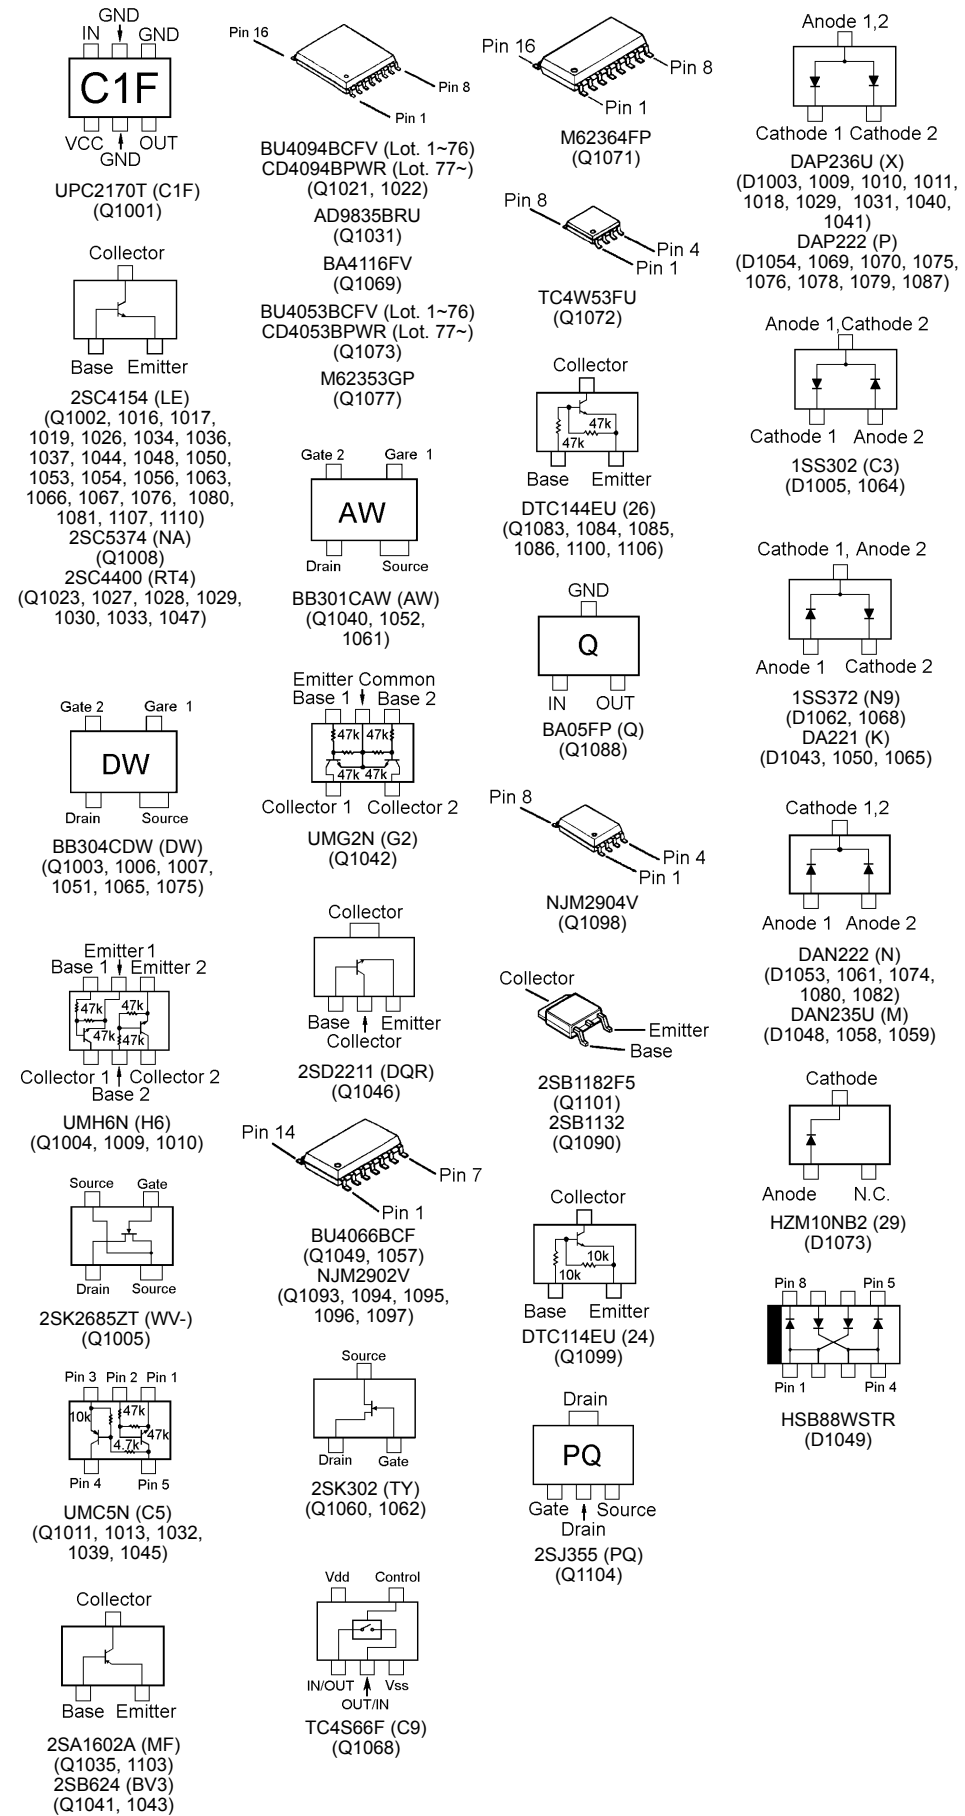 GND
IN
GND
C1F
VCC
OUT
GND
UPC2170T (C1F)
(Q1001)
Collector
Base
Emitter
2SC4154 (LE)
(Q1002, 1016, 1017,
1019, 1026, 1034, 1036,
1037, 1044, 1048, 1050,
1053, 1054, 1056, 1063,
1066, 1067, 1076, 1080,
1081, 1107, 1110)
2SC5374 (NA)
(Q1008)
2SC4400 (RT4)
(Q1023, 1027, 1028, 1029,
1030, 1033, 1047)
Gate 2
Gare 1
DW
Drain
Source
BB304CDW (DW)
(Q1003, 1006, 1007,
1051, 1065, 1075)
Emitter 1
Base 1
Emitter 2
47k
47k
47k
47k
Collector 1
Collector 2
Base 2
UMH6N (H6)
(Q1004, 1009, 1010)
Source
Gate
Drain
Source
2SK2685ZT (WV-)
(Q1005)
Pin 3
Pin 2
Pin 1
10k
47k
47k
4.7k
Pin 4
Pin 5
UMC5N (C5)
(Q1011, 1013, 1032,
1039, 1045)
Collector
Base
Emitter
2SA1602A (MF)
(Q1035, 1103)
2SB624 (BV3)
(Q1041, 1043)
Pin 16
Pin 8
Pin 1
BU4094BCFV (Lot. 1~76)
CD4094BPWR (Lot. 77~)
(Q1021, 1022)
AD9835BRU
(Q1031)
BA4116FV
(Q1069)
BU4053BCFV (Lot. 1~76)
CD4053BPWR (Lot. 77~)
(Q1073)
M62353GP
(Q1077)
Gate 2
Gare 1
AW
Drain
Source
BB301CAW (AW)
(Q1040, 1052,
1061)
Emitter Common
Base 1
Base 2
47k
47k
47k
47k
Collector 1
Collector 2
UMG2N (G2)
(Q1042)
Collector
Base
Emitter
Collector
2SD2211 (DQR)
(Q1046)
Pin 14
Pin 7
Pin 1
BU4066BCF
(Q1049, 1057)
NJM2902V
(Q1093, 1094, 1095,
1096, 1097)
Source
Drain
Gate
2SK302 (TY)
(Q1060, 1062)
Vdd
Control
IN/OUT
Vss
OUT/IN
TC4S66F (C9)
(Q1068)
Pin 16
Pin 8
Pin 1
M62364FP
(Q1071)
Pin 8
Pin 4
Pin 1
TC4W53FU
(Q1072)
Collector
47k
47k
Base
Emitter
DTC144EU (26)
(Q1083, 1084, 1085,
1086, 1100, 1106)
GND
Q
IN
OUT
BA05FP (Q)
(Q1088)
Pin 8
Pin 4
Pin 1
NJM2904V
(Q1098)
Collector
Emitter
Base
2SB1182F5
(Q1101)
2SB1132
(Q1090)
Collector
10k
10k
Base
Emitter
DTC114EU (24)
(Q1099)
Drain
PQ
Gate
Source
Drain
2SJ355 (PQ)
(Q1104)
Anode 1,2
Cathode 1
Cathode 2
DAP236U (X)
(D1003, 1009, 1010, 1011,
1018, 1029, 1031, 1040,
1041)
DAP222 (P)
(D1054, 1069, 1070, 1075,
1076, 1078, 1079, 1087)
Anode 1,Cathode 2
Cathode 1
Anode 2
1SS302 (C3)
(D1005, 1064)
Cathode 1, Anode 2
Anode 1
Cathode 2
1SS372 (N9)
(D1062, 1068)
DA221 (K)
(D1043, 1050, 1065)
Cathode 1,2
Anode 1
Anode 2
DAN222 (N)
(D1053, 1061, 1074,
1080, 1082)
DAN235U (M)
(D1048, 1058, 1059)
Cathode
Anode
N.C.
HZM10NB2 (29)
(D1073)
Pin 8
Pin 5
Pin 1
Pin 4
HSB88WSTR
(D1049)